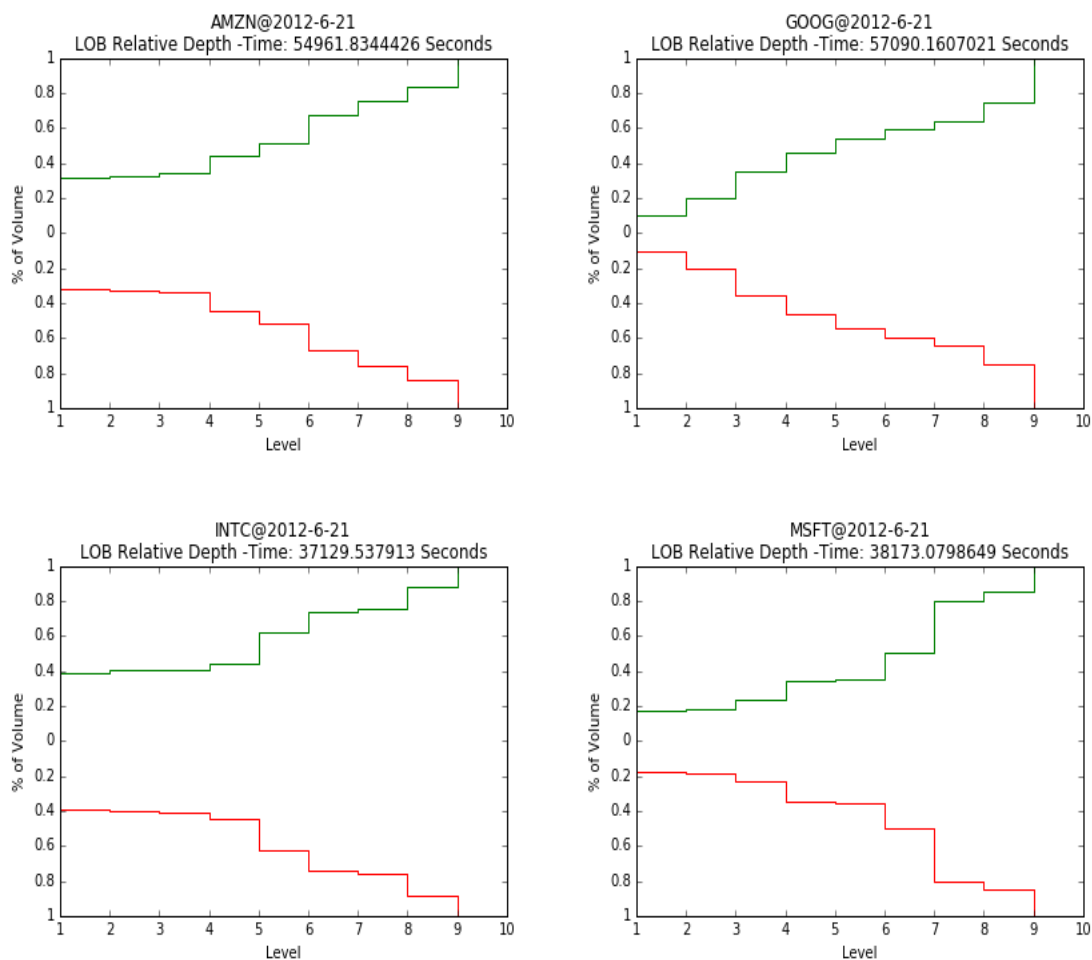 AMZN@2012-6-21
LOB Relative Depth -Time: 54961.8344426 Seconds
1
0.8
0.6
0.4
0.2
0
0.2
0.4
0.6
0.8
1
% of Volume
1 2 3 4 5 6 7 8 9 10
Level
GOOG@2012-6-21
LOB Relative Depth -Time: 57090.1607021 Seconds
1
0.8
0.6
0.4
0.2
0
0.2
0.4
0.6
0.8
1
% of Volume
1 2 3 4 5 6 7 8 9 10
Level
INTC@2012-6-21
LOB Relative Depth -Time: 37129.537913 Seconds
1
0.8
0.6
0.4
0.2
0
0.2
0.4
0.6
0.8
1
% of Volume
1 2 3 4 5 6 7 8 9 10
Level
MSFT@2012-6-21
LOB Relative Depth -Time: 38173.0798649 Seconds
1
0.8
0.6
0.4
0.2
0
0.2
0.4
0.6
0.8
1
% of Volume
1 2 3 4 5 6 7 8 9 10
Level